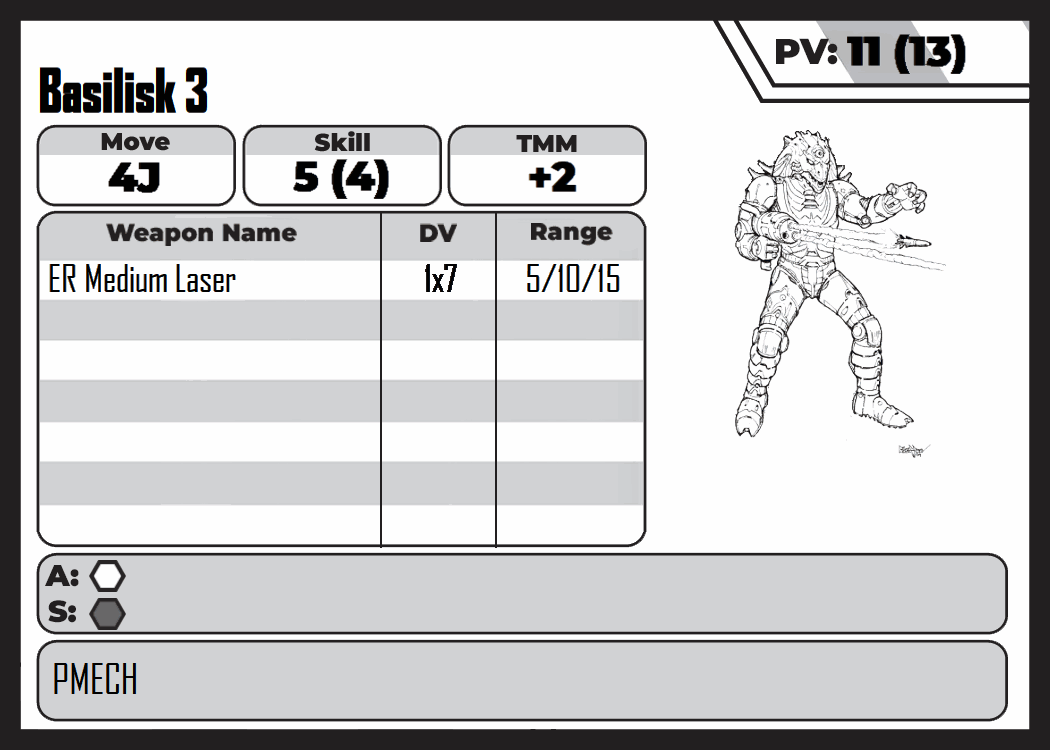 PV: 11 (13)
Basilisk 3
Move
4J
Skill
5 (4)
TMM
+2
Weapon Name DV Range
ER Medium Laser 1x7 5/10/15
A:
S:
PMECH